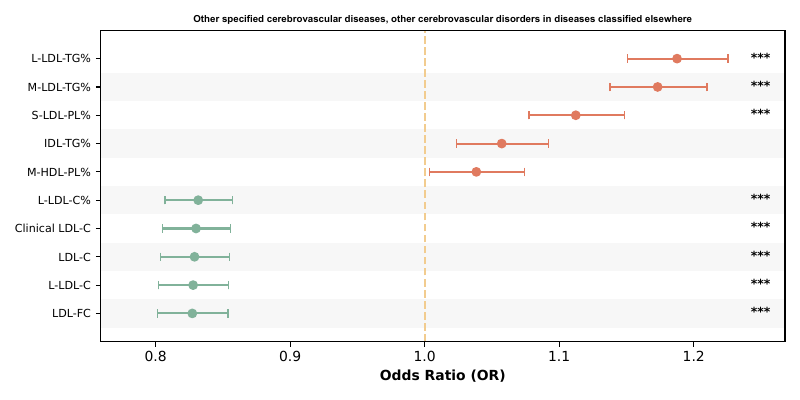 Other specified cerebrovascular diseases, other cerebrovascular disorders in diseases classified elsewhere
L-LDL-TG% ***
M-LDL-TG% ***
S-LDL-PL% ***
IDL-TG%
M-HDL-PL%
L-LDL-C% ***
Clinical LDL-C ***
LDL-C ***
L-LDL-C ***
LDL-FC ***
0.8 0.9 1.0 1.1 1.2
Odds Ratio (OR)